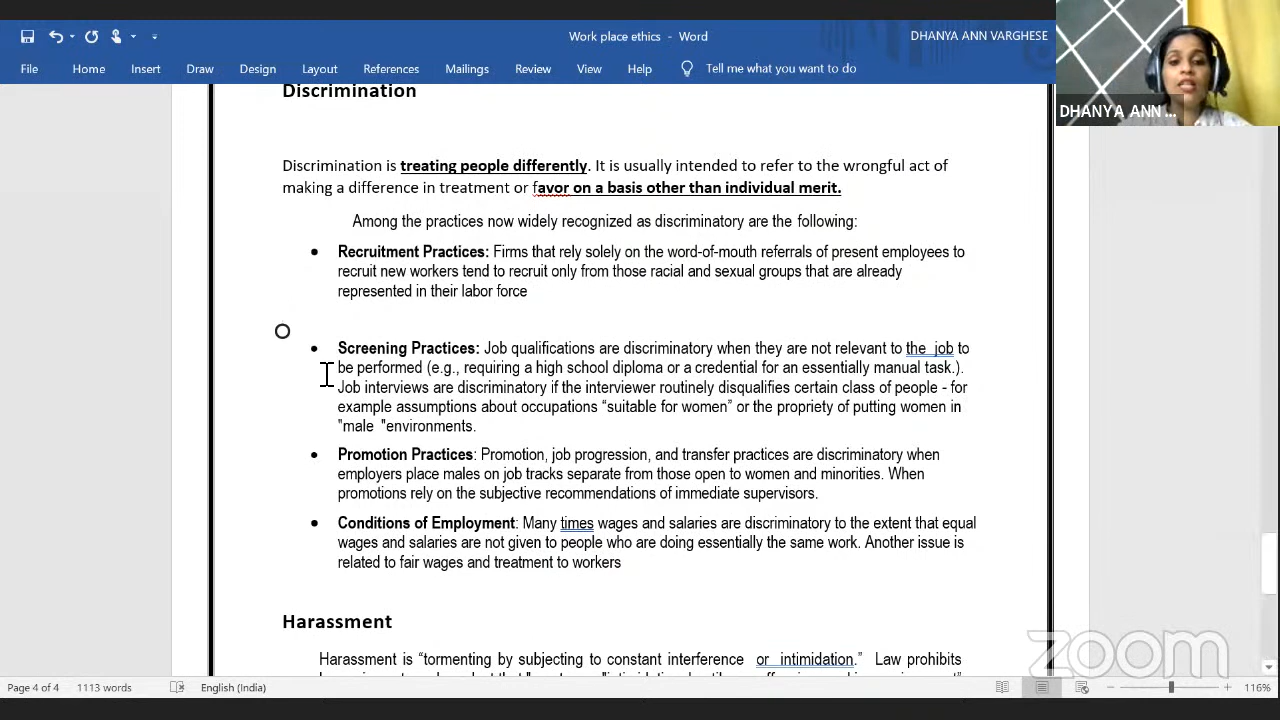 Work place ethics - Word
DHANYA ANN VARGHESE
File Home Insert Draw Design Layout References Mailings Review View Help Tell me what you want to do
DHANYA ANN ...
Discrimination
Discrimination is treating people differently. It is usually intended to refer to the wrongful act of
making a difference in treatment or favor on a basis other than individual merit.
Among the practices now widely recognized as discriminatory are the following:
• Recruitment Practices: Firms that rely solely on the word-of-mouth referrals of present employees to
recruit new workers tend to recruit only from those racial and sexual groups that are already
represented in their labor force
• Screening Practices: Job qualifications are discriminatory when they are not relevant to the job to
be performed (e.g., requiring a high school diploma or a credential for an essentially manual task.).
Job interviews are discriminatory if the interviewer routinely disqualifies certain class of people - for
example assumptions about occupations “suitable for women” or the propriety of putting women in
"male "environments.
• Promotion Practices: Promotion, job progression, and transfer practices are discriminatory when
employers place males on job tracks separate from those open to women and minorities. When
promotions rely on the subjective recommendations of immediate supervisors.
• Conditions of Employment: Many times wages and salaries are discriminatory to the extent that equal
wages and salaries are not given to people who are doing essentially the same work. Another issue is
related to fair wages and treatment to workers
Harassment
Harassment is “tormenting by subjecting to constant interference or intimidation.” Law prohibits
zoom
Page 4 of 4 1113 words English (India) 116%